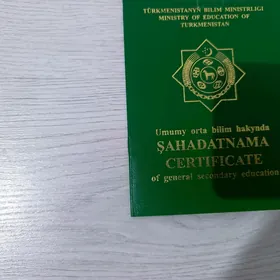 TÜRKMENISTANYŇ BILIM MINISTRLIGI
MINISTRY OF EDUCATION OF
TURKMENISTAN
Umumy orta bilim hakynda
ŞAHADATNAMA
CERTIFICATE
of general secondary education